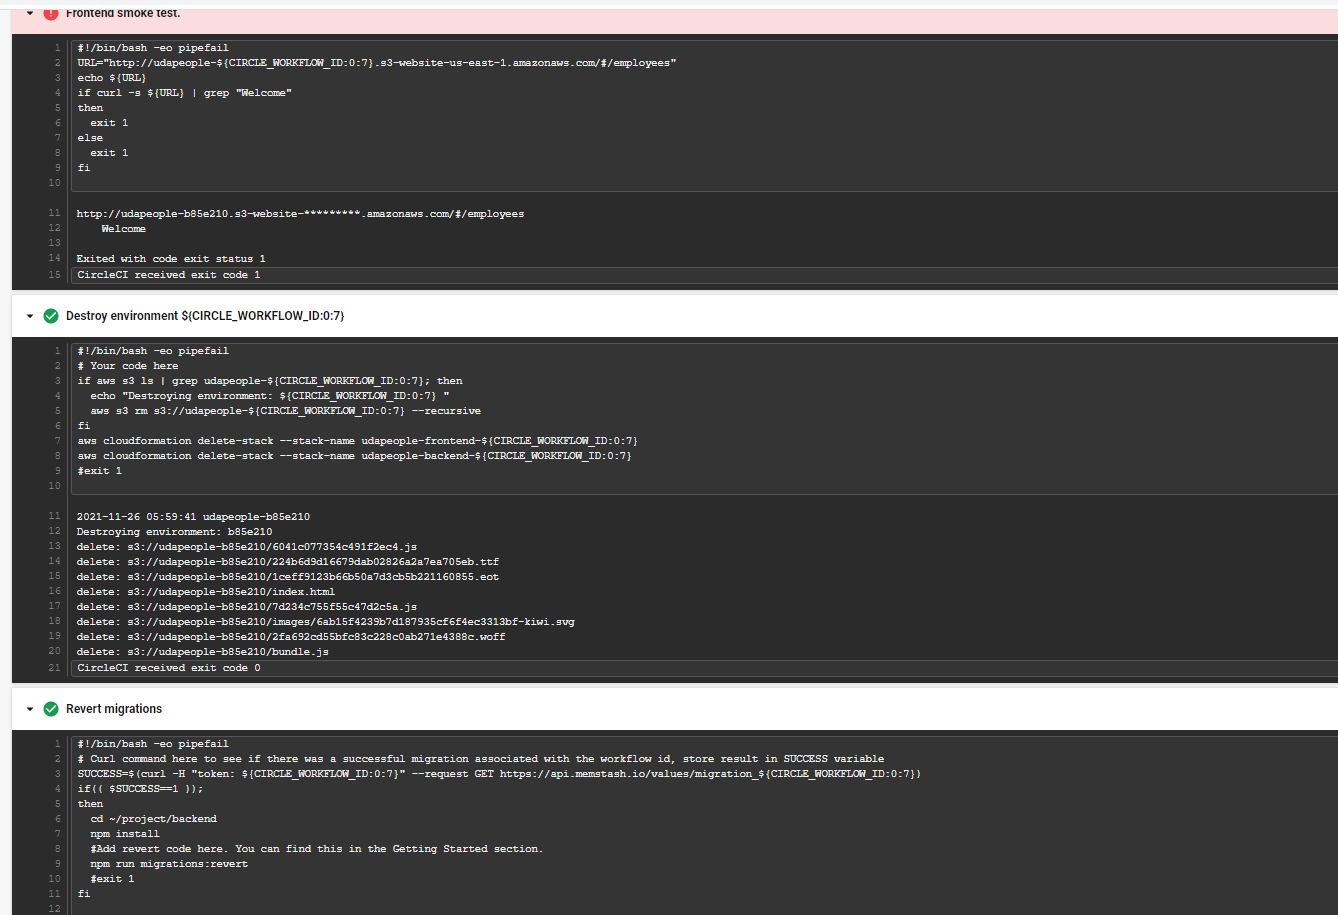 Frontend smoke test.
1 #!/bin/bash -eo pipefail
2 URL="http://udapeople-${CIRCLE_WORKFLOW_ID:0:7}.s3-website-us-east-1.amazonaws.com/#/employees"
3 echo ${URL}
4 if curl -s ${URL} | grep "Welcome"
5 then
6 exit 1
7 else
8 exit 1
9 fi
10
11 http://udapeople-b85e210.s3-website-*********.amazonaws.com/#/employees
12 Welcome
13
14 Exited with code exit status 1
15 CircleCI received exit code 1
Destroy environment ${CIRCLE_WORKFLOW_ID:0:7}
1 #!/bin/bash -eo pipefail
2 # Your code here
3 if aws s3 ls | grep udapeople-${CIRCLE_WORKFLOW_ID:0:7}; then
4 echo "Destroying environment: ${CIRCLE_WORKFLOW_ID:0:7} "
5 aws s3 rm s3://udapeople-${CIRCLE_WORKFLOW_ID:0:7} --recursive
6 fi
7 aws cloudformation delete-stack --stack-name udapeople-frontend-${CIRCLE_WORKFLOW_ID:0:7}
8 aws cloudformation delete-stack --stack-name udapeople-backend-${CIRCLE_WORKFLOW_ID:0:7}
9 #exit 1
10
11 2021-11-26 05:59:41 udapeople-b85e210
12 Destroying environment: b85e210
13 delete: s3://udapeople-b85e210/6041c077354c491f2ec4.js
14 delete: s3://udapeople-b85e210/224b6d9d16679dab02826a2a7ea705eb.ttf
15 delete: s3://udapeople-b85e210/1ceff9123b66b50a7d3cb5b221160855.eot
16 delete: s3://udapeople-b85e210/index.html
17 delete: s3://udapeople-b85e210/7d234c755f55c47d2c5a.js
18 delete: s3://udapeople-b85e210/images/6ab15f4239b7d187935cf6f4ec3313bf-kiwi.svg
19 delete: s3://udapeople-b85e210/2fa692cd55bfc83c228c0ab271e4388c.woff
20 delete: s3://udapeople-b85e210/bundle.js
21 CircleCI received exit code 0
Revert migrations
1 #!/bin/bash -eo pipefail
2 # Curl command here to see if there was a successful migration associated with the workflow id, store result in SUCCESS variable
3 SUCCESS=$(curl -H "token: ${CIRCLE_WORKFLOW_ID:0:7}" --request GET https://api.memstash.io/values/migration_${CIRCLE_WORKFLOW_ID:0:7})
4 if(( $SUCCESS==1 ));
5 then
6 cd ~/project/backend
7 npm install
8 #Add revert code here. You can find this in the Getting Started section.
9 npm run migrations:revert
10 #exit 1
11 fi
12